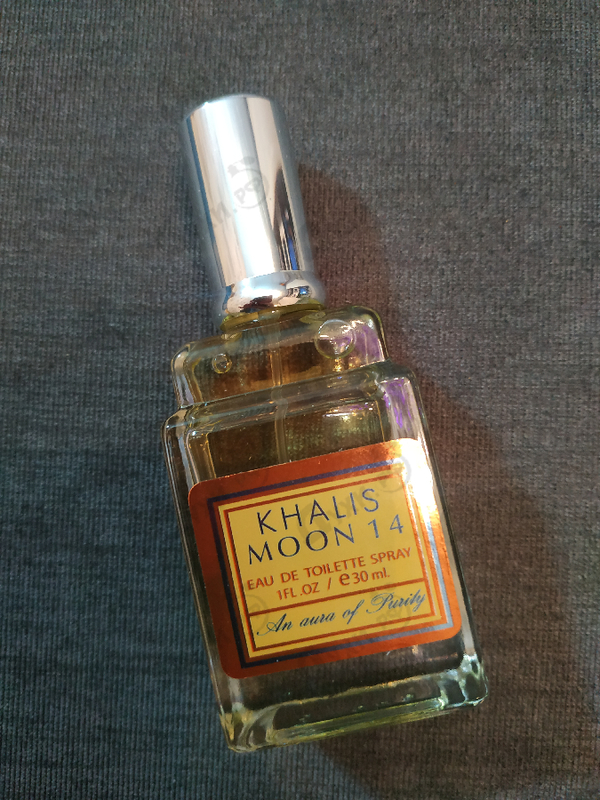 KHALIS
MOON 14
EAU DE TOILETTE SPRAY
1FL.OZ / e30 ml.
An aura of Purity